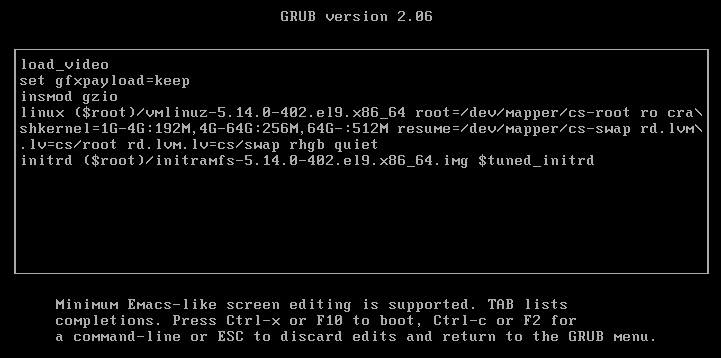 GRUB version 2.06
load_video
set gfxpayload=keep
insmod gzio
linux ($root)/vmlinuz-5.14.0-402.el9.x86_64 root=/dev/mapper/cs-root ro cra\
shkernel=1G-4G:192M,4G-64G:256M,64G-:512M resume=/dev/mapper/cs-swap rd.lvm\
.lv=cs/root rd.lvm.lv=cs/swap rhgb quiet
initrd ($root)/initramfs-5.14.0-402.el9.x86_64.img $tuned_initrd
Minimum Emacs-like screen editing is supported. TAB lists
completions. Press Ctrl-x or F10 to boot, Ctrl-c or F2 for
a command-line or ESC to discard edits and return to the GRUB menu.